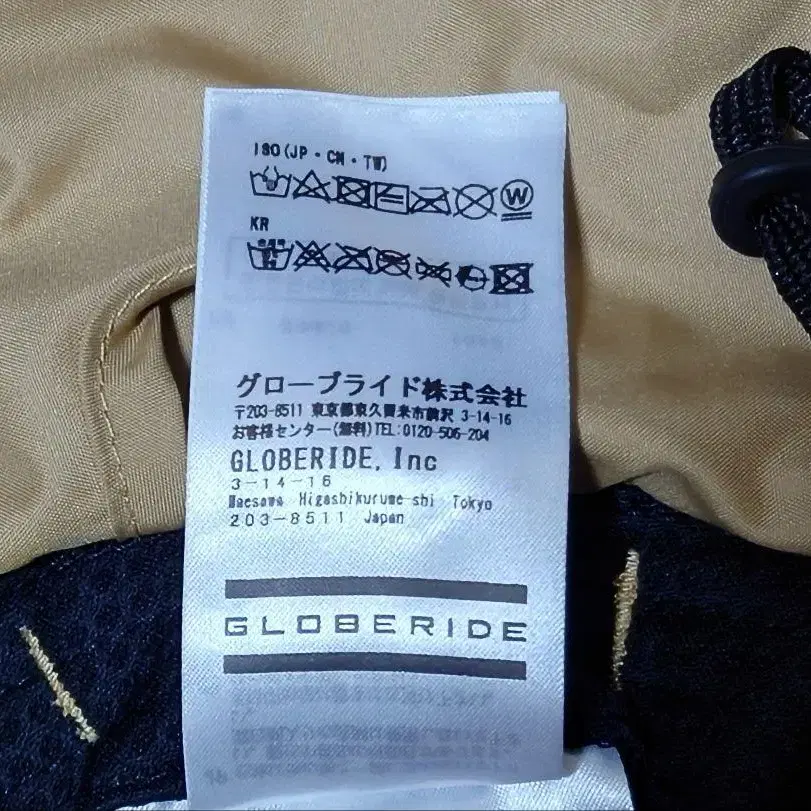 ISO(JP・CN・TW)
W
KR
グローブライド株式会社
〒203-8511 東京都東久留米市前沢 3-14-16
お客様センター(無料)TEL:0120-506-204
GLOBERIDE, Inc
3-14-16
Maesawa Higashikurume-shi Tokyo
203-8511 Japan
GLOBERIDE